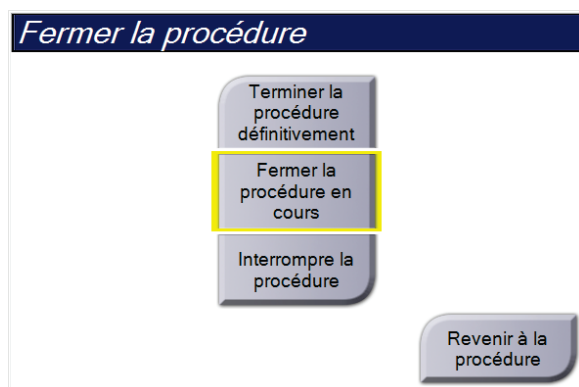 Fermer la procédure
Terminer la
procédure
définitivement
Fermer la
procédure en
cours
Interrompre la
procédure
Revenir à la
procédure